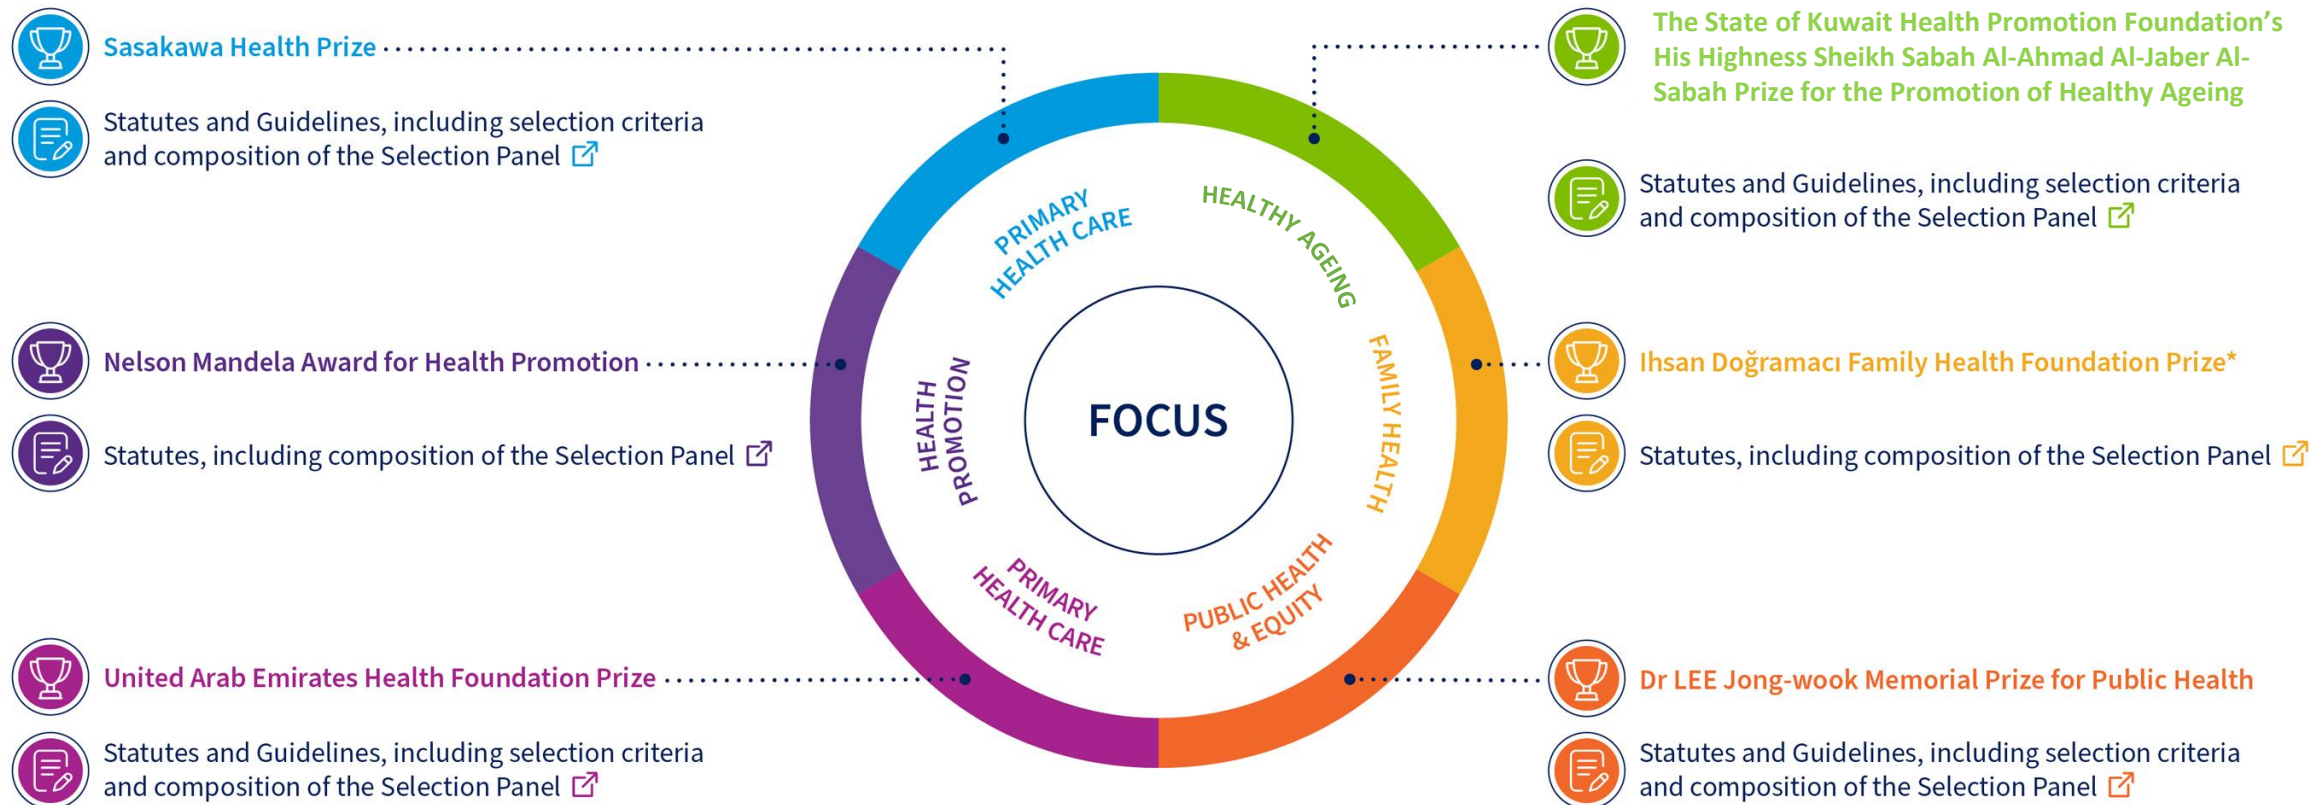 Sasakawa Health Prize
Statutes and Guidelines, including selection criteria
and composition of the Selection Panel
Nelson Mandela Award for Health Promotion
Statutes, including composition of the Selection Panel
United Arab Emirates Health Foundation Prize
Statutes and Guidelines, including selection criteria
and composition of the Selection Panel
PRIMARY
HEALTH CARE
HEALTHY AGEING
HEALTH
PROMOTION
FOCUS
FAMILY HEALTH
PRIMARY
HEALTH CARE
PUBLIC HEALTH
& EQUITY
The State of Kuwait Health Promotion Foundation’s
His Highness Sheikh Sabah Al-Ahmad Al-Jaber Al-
Sabah Prize for the Promotion of Healthy Ageing
Statutes and Guidelines, including selection criteria
and composition of the Selection Panel
Ihsan Doğramacı Family Health Foundation Prize*
Statutes, including composition of the Selection Panel
Dr LEE Jong-wook Memorial Prize for Public Health
Statutes and Guidelines, including selection criteria
and composition of the Selection Panel